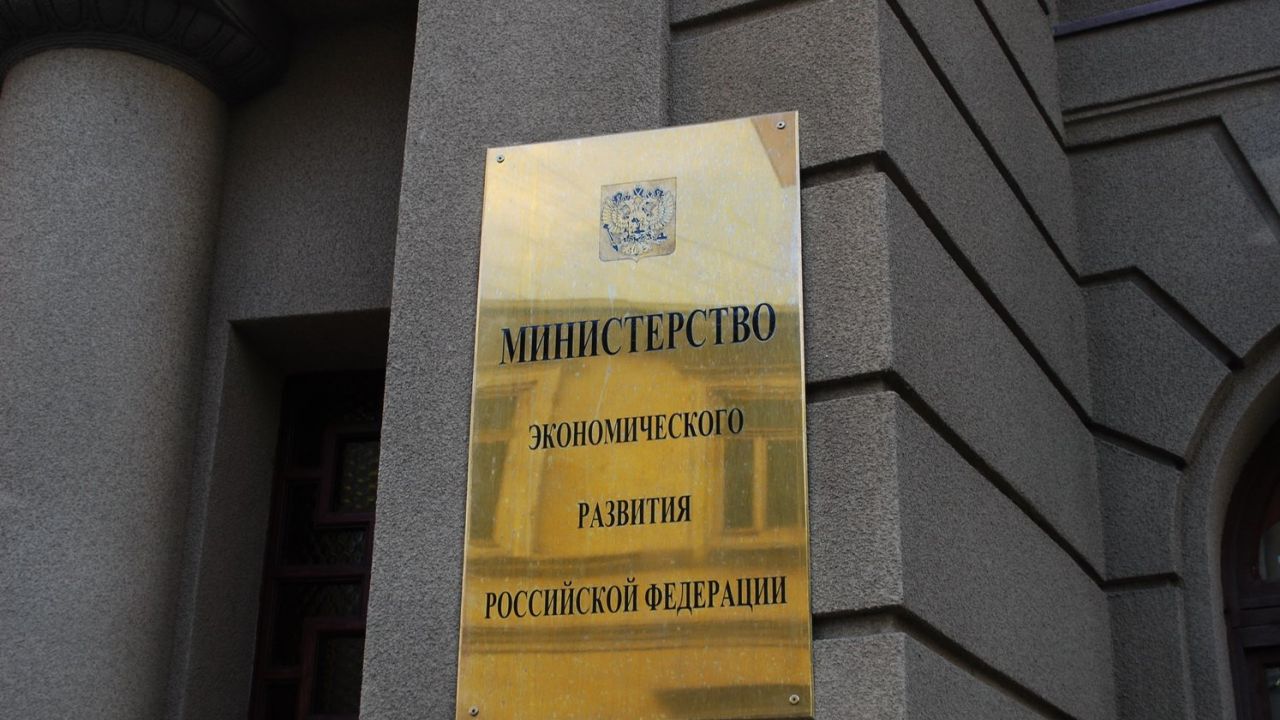 МИНИСТЕРСТВО
ЭКОНОМИЧЕСКОГО
РАЗВИТИЯ
РОССИЙСКОЙ ФЕДЕРАЦИИ